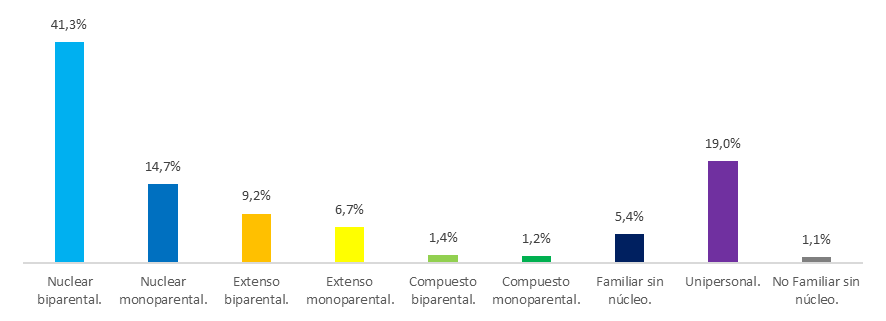 41,3%
14,7%
9,2%
6,7%
1,4%
1,2%
5,4%
19,0%
1,1%
Nuclear
biparental.
Nuclear
monoparental.
Extenso
biparental.
Extenso
monoparental.
Compuesto
biparental.
Compuesto
monoparental.
Familiar sin
núcleo.
Unipersonal.
No Familiar sin
núcleo.